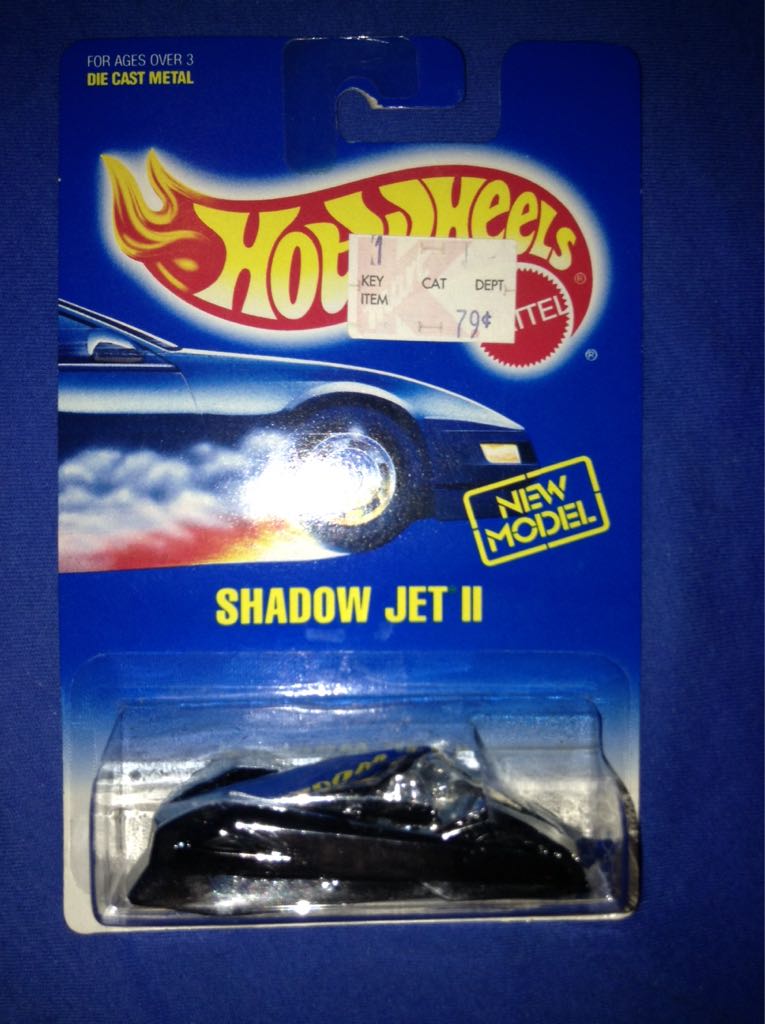 FOR AGES OVER 3
DIE CAST METAL
HOT WHEELS
®
1
KEY CAT DEPT
ITEM
79¢
®
NEW
MODEL
SHADOW JET II